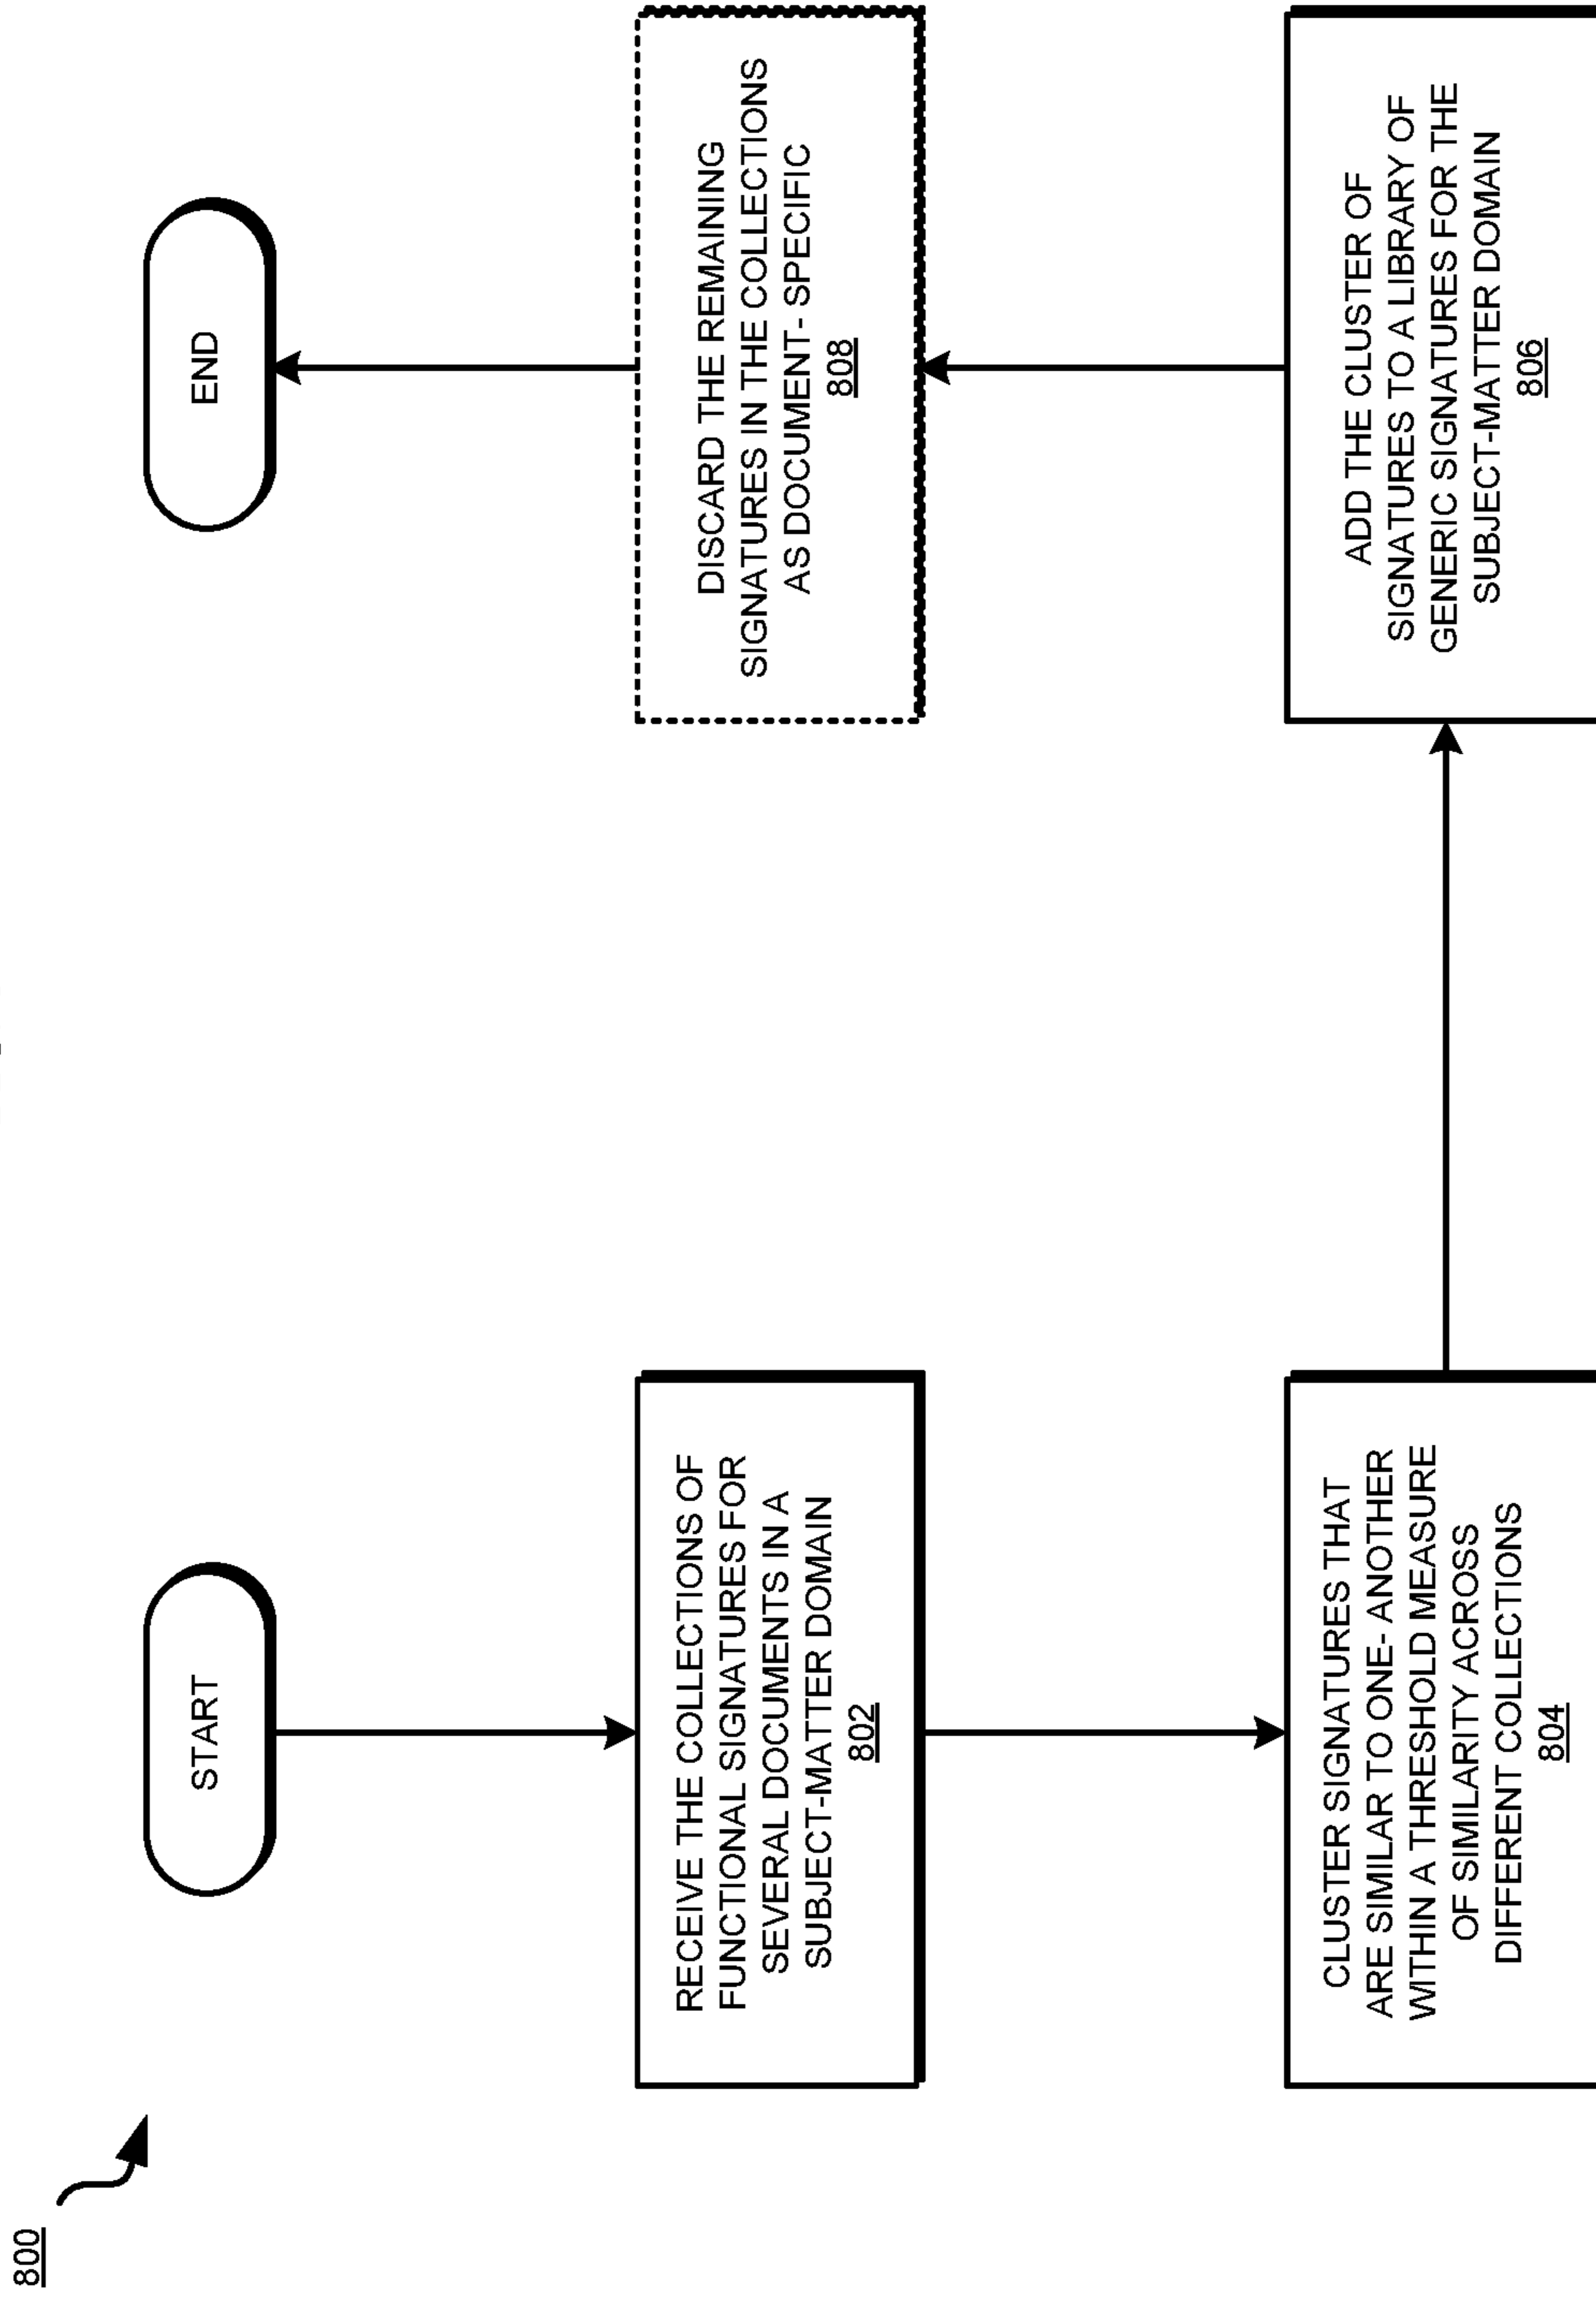 800
START
RECEIVE THE COLLECTIONS OF
FUNCTIONAL SIGNATURES FOR
SEVERAL DOCUMENTS IN A
SUBJECT-MATTER DOMAIN
802
CLUSTER SIGNATURES THAT
ARE SIMILAR TO ONE- ANOTHER
WITHIN A THRESHOLD MEASURE
OF SIMILARITY ACROSS
DIFFERENT COLLECTIONS
804
ADD THE CLUSTER OF
SIGNATURES TO A LIBRARY OF
GENERIC SIGNATURES FOR THE
SUBJECT-MATTER DOMAIN
806
DISCARD THE REMAINING
SIGNATURES IN THE COLLECTIONS
AS DOCUMENT- SPECIFIC
808
END